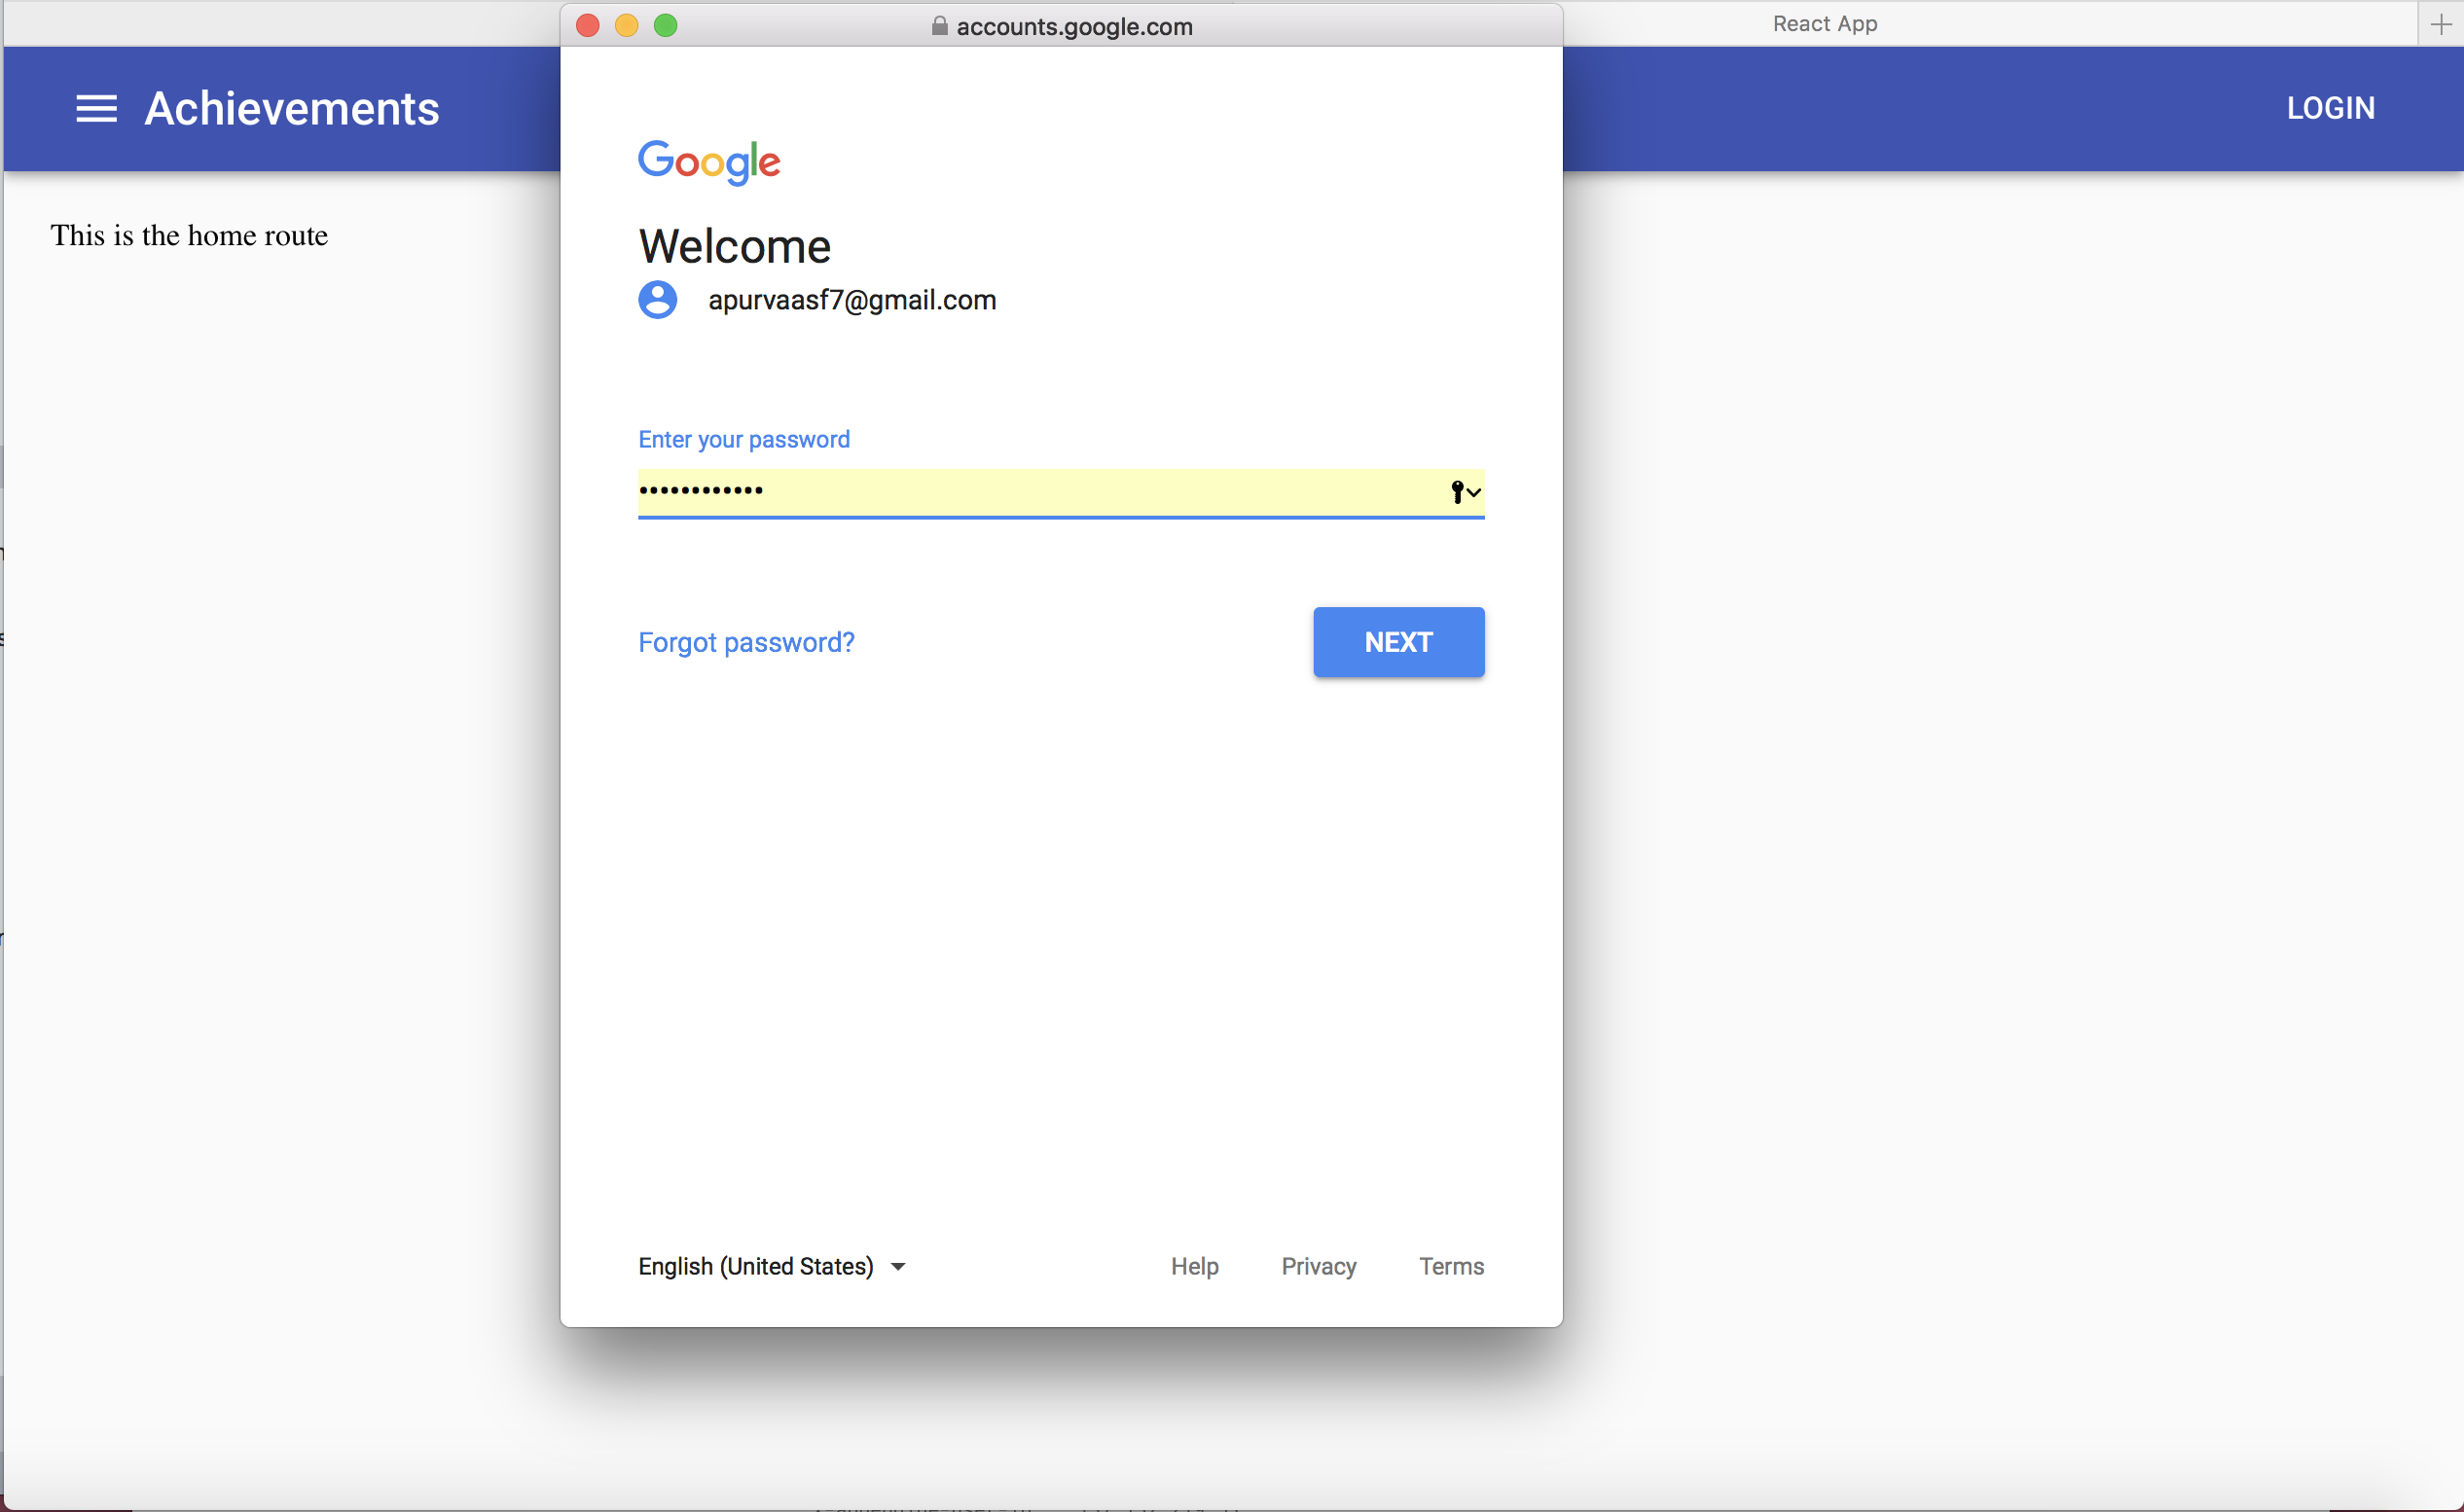 accounts.google.com
React App
Achievements
LOGIN
This is the home route
Google
Welcome
apurvaasf7@gmail.com
Enter your password
••••••••••••
Forgot password?
NEXT
English (United States)
Help Privacy Terms